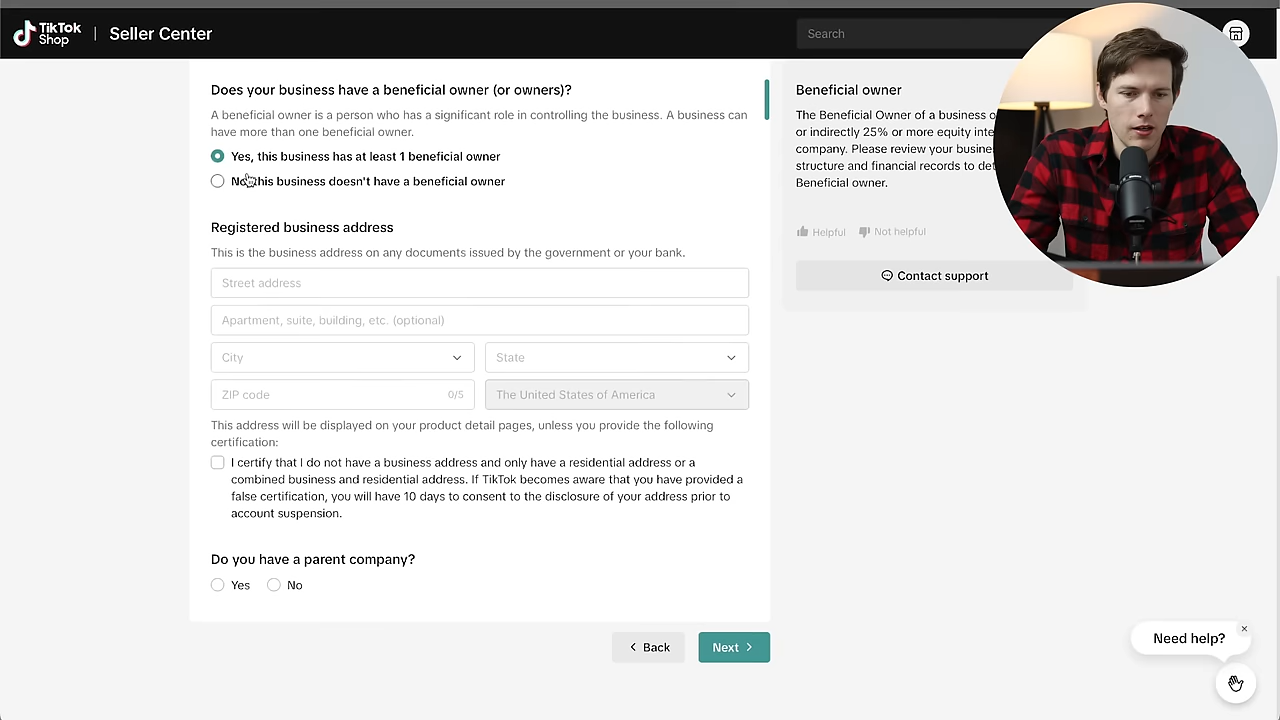 TikTok
Shop
Seller Center
Search
Does your business have a beneficial owner (or owners)?
A beneficial owner is a person who has a significant role in controlling the business. A business can
have more than one beneficial owner.
Yes, this business has at least 1 beneficial owner
No, this business doesn't have a beneficial owner
Registered business address
This is the business address on any documents issued by the government or your bank.
Street address
Apartment, suite, building, etc. (optional)
City
State
ZIP code
0/5
The United States of America
This address will be displayed on your product detail pages, unless you provide the following
certification:
I certify that I do not have a business address and only have a residential address or a
combined business and residential address. If TikTok becomes aware that you have provided a
false certification, you will have 10 days to consent to the disclosure of your address prior to
account suspension.
Do you have a parent company?
Yes
No
Back
Next
Beneficial owner
The Beneficial Owner of a business
or indirectly 25% or more equity
company. Please review your
structure and financial records to
Beneficial owner.
Helpful
Not helpful
Contact support
Need help?